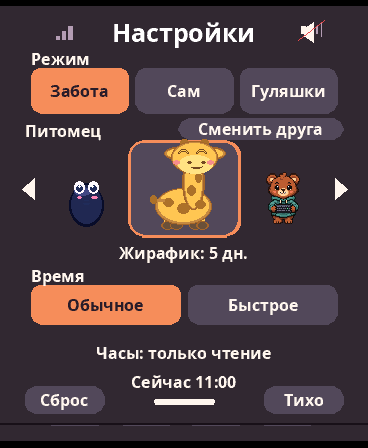 Настройки
Режим
Забота Сам Гуляшки
Питомец Сменить друга
Жирафик: 5 дн.
Время
Обычное Быстрое
Часы: только чтение
Сейчас 11:00
Сброс Тихо